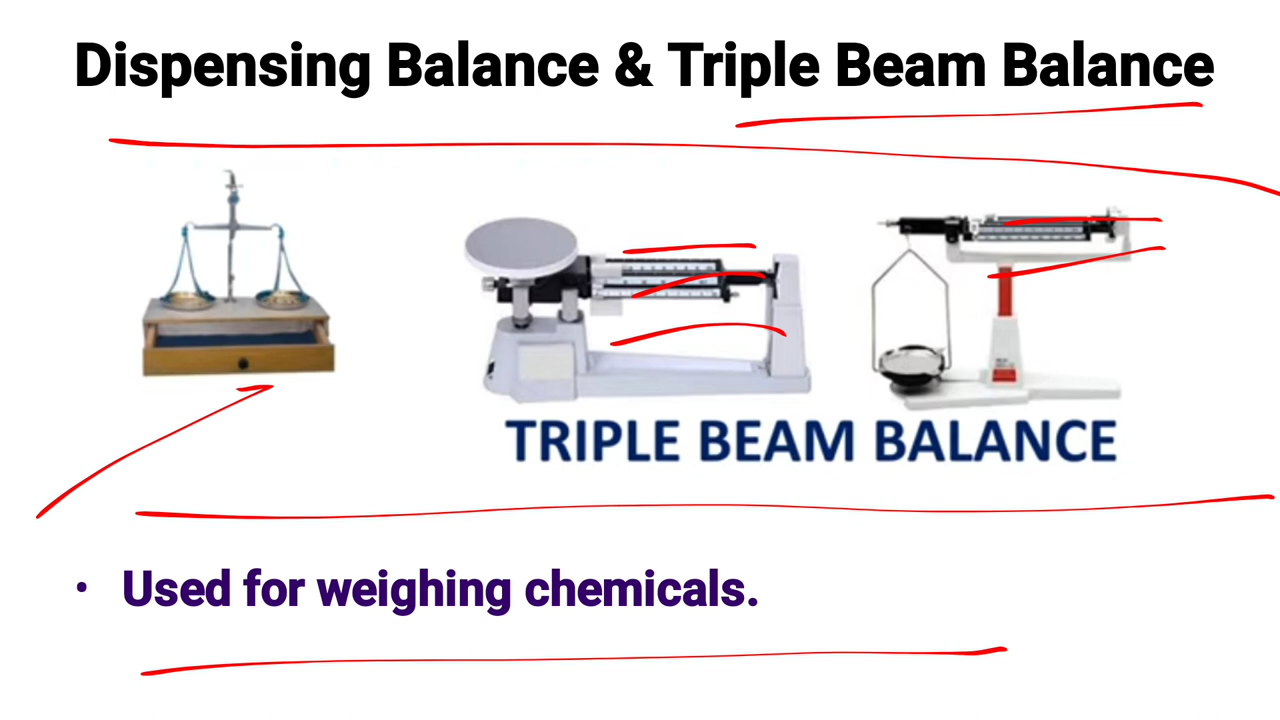 Dispensing Balance & Triple Beam Balance
TRIPLE BEAM BALANCE
• Used for weighing chemicals.